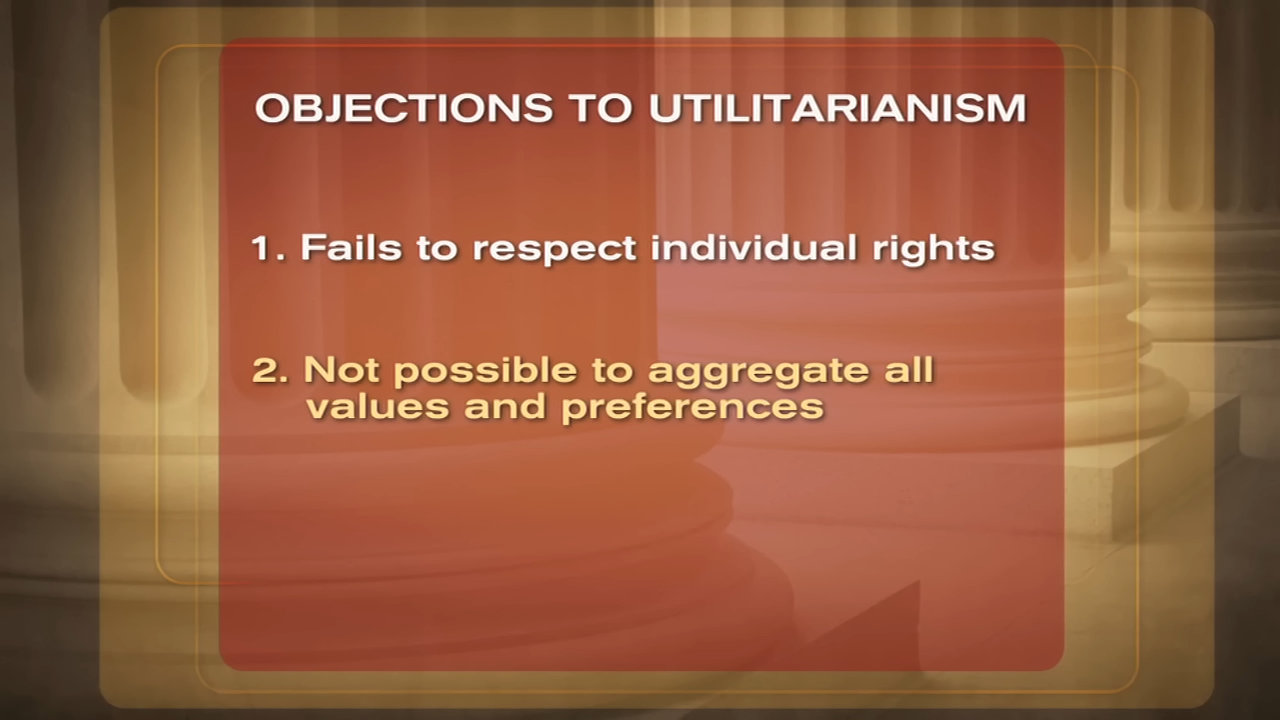 OBJECTIONS TO UTILITARIANISM
1. Fails to respect individual rights
2. Not possible to aggregate all
values and preferences